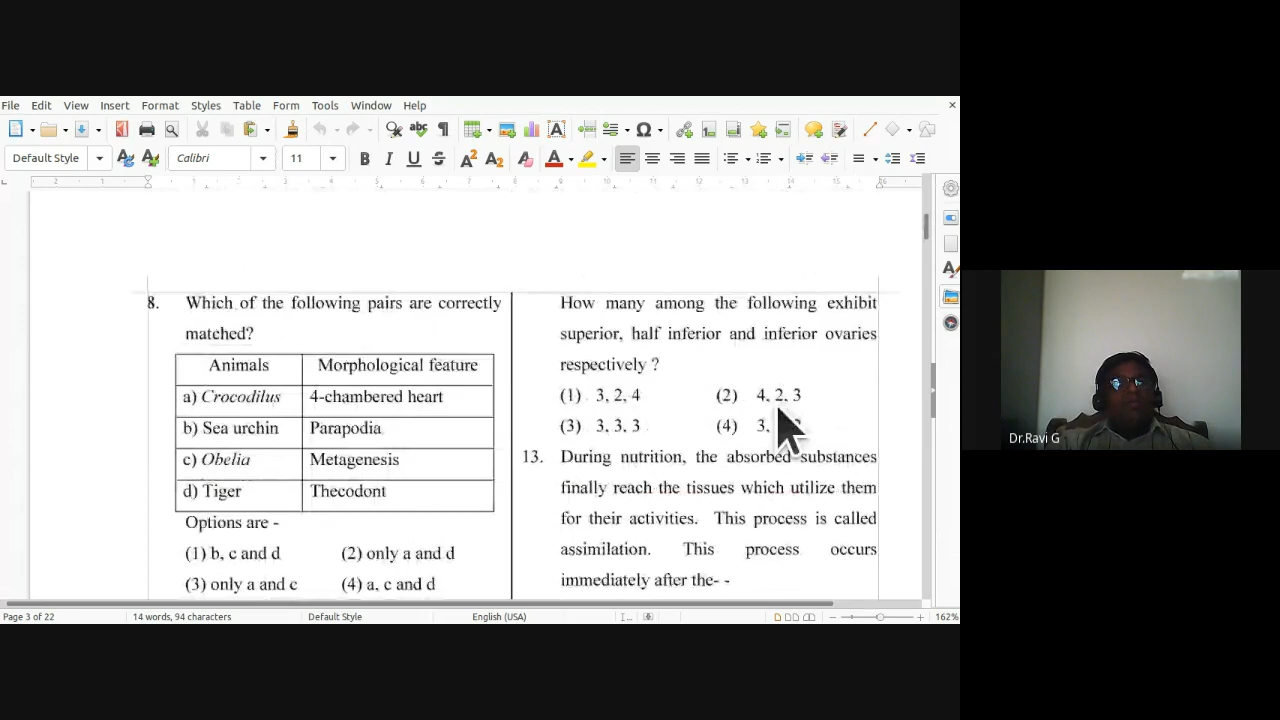 File Edit View Insert Format Styles Table Form Tools Window Help
Default Style Calibri 11
8. Which of the following pairs are correctly
matched?
Animals Morphological feature
a) Crocodilus 4-chambered heart
b) Sea urchin Parapodia
c) Obelia Metagenesis
d) Tiger Thecodont
Options are -
(1) b, c and d (2) only a and d
(3) only a and c (4) a, c and d
How many among the following exhibit
superior, half inferior and inferior ovaries
respectively ?
(1) 3, 2, 4 (2) 4, 2, 3
(3) 3, 3, 3 (4) 3,
13. During nutrition, the absorbed substances
finally reach the tissues which utilize them
for their activities. This process is called
assimilation. This process occurs
immediately after the- -
Page 3 of 22 14 words, 94 characters Default Style English (USA) 162%
Dr.Ravi G